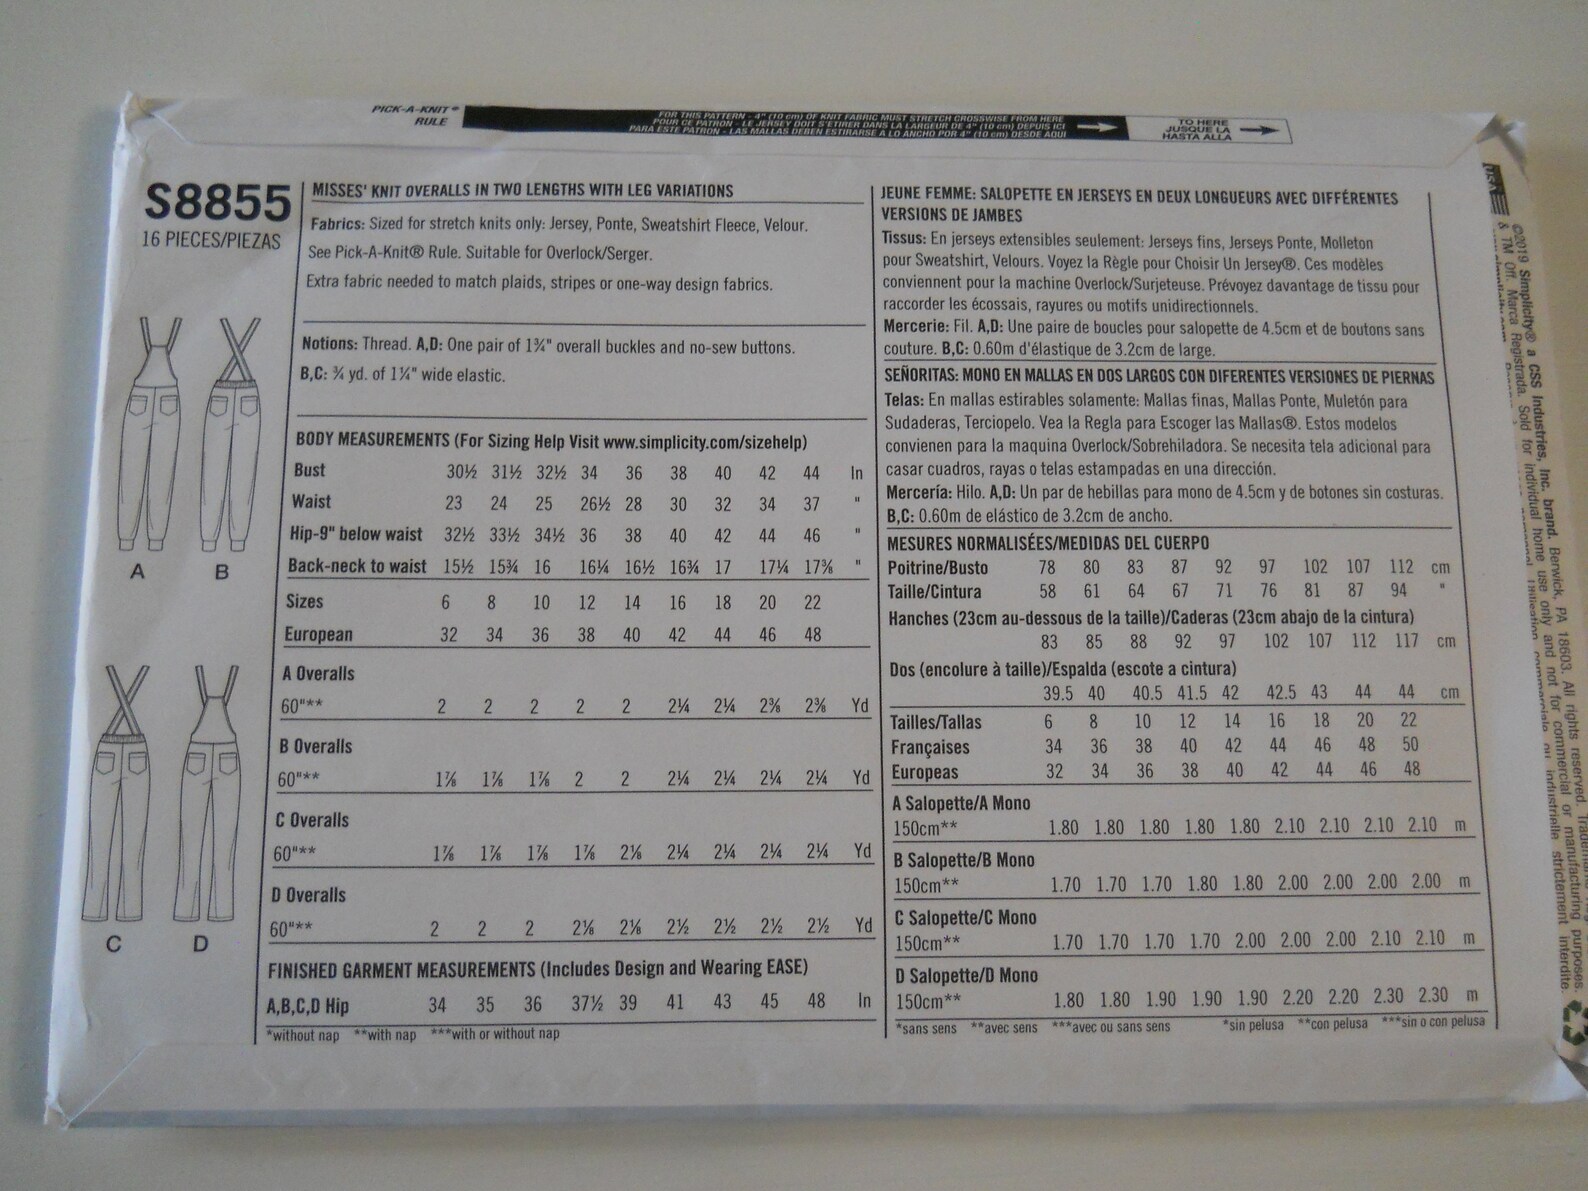 PICK-A-KNIT®
RULE
FOR THIS PATTERN - 4" (10 cm) OF KNIT FABRIC MUST STRETCH CROSSWISE FROM HERE
POUR CE PATRON - LE JERSEY DOIT S'ETIRER DANS LA LARGEUR DE 4" (10 cm) DEPUIS ICI
PARA ESTE PATRON - LAS MALLAS DEBEN ESTIRARSE A LO ANCHO POR 4" (10 cm) DESDE AQUI
TO HERE
JUSQUE LA
HASTA ALLA
S8855
16 PIECES/PIEZAS
A
B
C
D
MISSES' KNIT OVERALLS IN TWO LENGTHS WITH LEG VARIATIONS
Fabrics: Sized for stretch knits only: Jersey, Ponte, Sweatshirt Fleece, Velour.
See Pick-A-Knit® Rule. Suitable for Overlock/Serger.
Extra fabric needed to match plaids, stripes or one-way design fabrics.
Notions: Thread. A,D: One pair of 1¾" overall buckles and no-sew buttons.
B,C: ¾ yd. of 1¼" wide elastic.
BODY MEASUREMENTS (For Sizing Help Visit www.simplicity.com/sizehelp)
Bust 30½ 31½ 32½ 34 36 38 40 42 44 In
Waist 23 24 25 26½ 28 30 32 34 37 "
Hip-9" below waist 32½ 33½ 34½ 36 38 40 42 44 46 "
Back-neck to waist 15½ 15¾ 16 16¼ 16½ 16¾ 17 17¼ 17⅜ "
Sizes 6 8 10 12 14 16 18 20 22
European 32 34 36 38 40 42 44 46 48
A Overalls
60"** 2 2 2 2 2 2¼ 2¼ 2⅜ 2⅜ Yd
B Overalls
60"** 1⅞ 1⅞ 1⅞ 2 2 2¼ 2¼ 2¼ 2¼ Yd
C Overalls
60"** 1⅞ 1⅞ 1⅞ 1⅞ 2⅛ 2¼ 2¼ 2¼ 2¼ Yd
D Overalls
60"** 2 2 2 2⅛ 2⅛ 2½ 2½ 2½ 2½ Yd
FINISHED GARMENT MEASUREMENTS (Includes Design and Wearing EASE)
A,B,C,D Hip 34 35 36 37½ 39 41 43 45 48 In
*without nap **with nap ***with or without nap
JEUNE FEMME: SALOPETTE EN JERSEYS EN DEUX LONGUEURS AVEC DIFFÉRENTES
VERSIONS DE JAMBES
Tissus: En jerseys extensibles seulement: Jerseys fins, Jerseys Ponte, Molleton
pour Sweatshirt, Velours. Voyez la Règle pour Choisir Un Jersey®. Ces modèles
conviennent pour la machine Overlock/Surjeteuse. Prévoyez davantage de tissu pour
raccorder les écossais, rayures ou motifs unidirectionnels.
Mercerie: Fil. A,D: Une paire de boucles pour salopette de 4.5cm et de boutons sans
couture. B,C: 0.60m d'élastique de 3.2cm de large.
SEÑORITAS: MONO EN MALLAS EN DOS LARGOS CON DIFERENTES VERSIONES DE PIERNAS
Telas: En mallas estirables solamente: Mallas finas, Mallas Ponte, Muletón para
Sudaderas, Terciopelo. Vea la Regla para Escoger las Mallas®. Estos modelos
convienen para la maquina Overlock/Sobrehiladora. Se necesita tela adicional para
casar cuadros, rayas o telas estampadas en una dirección.
Mercería: Hilo. A,D: Un par de hebillas para mono de 4.5cm y de botones sin costuras.
B,C: 0.60m de elástico de 3.2cm de ancho.
MESURES NORMALISÉES/MEDIDAS DEL CUERPO
Poitrine/Busto 78 80 83 87 92 97 102 107 112 cm
Taille/Cintura 58 61 64 67 71 76 81 87 94 "
Hanches (23cm au-dessous de la taille)/Caderas (23cm abajo de la cintura)
83 85 88 92 97 102 107 112 117 cm
Dos (encolure à taille)/Espalda (escote a cintura)
39.5 40 40.5 41.5 42 42.5 43 44 44 cm
Tailles/Tallas 6 8 10 12 14 16 18 20 22
Françaises 34 36 38 40 42 44 46 48 50
Europeas 32 34 36 38 40 42 44 46 48
A Salopette/A Mono
150cm** 1.80 1.80 1.80 1.80 1.80 2.10 2.10 2.10 2.10 m
B Salopette/B Mono
150cm** 1.70 1.70 1.70 1.80 1.80 2.00 2.00 2.00 2.00 m
C Salopette/C Mono
150cm** 1.70 1.70 1.70 1.70 2.00 2.00 2.00 2.10 2.10 m
D Salopette/D Mono
150cm** 1.80 1.80 1.90 1.90 1.90 2.20 2.20 2.30 2.30 m
*sans sens **avec sens ***avec ou sans sens *sin pelusa **con pelusa ***sin o con pelusa
USA
©2019 Simplicity® a CSS Industries, Inc. brand. Berwick, PA 18603. All rights reserved.
& TM Off. Marca Registrada. Sold for individual home use only and not for commercial or manufacturing purposes.